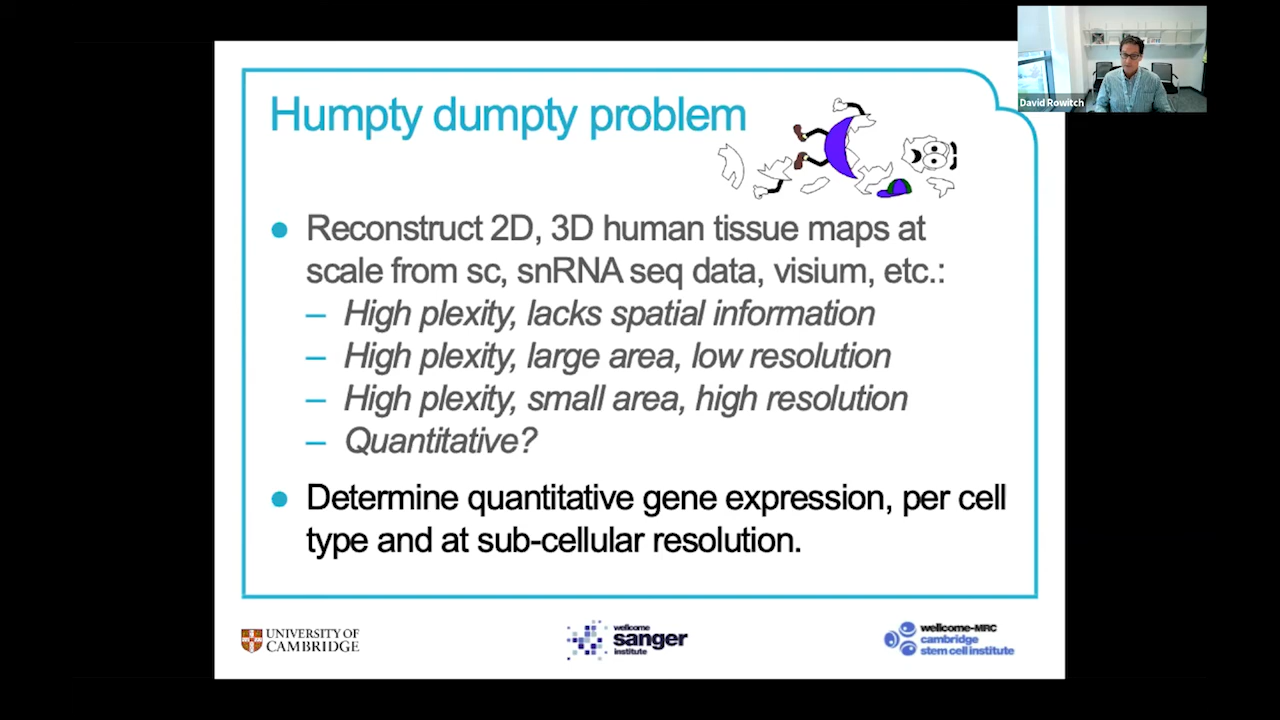 David Rowitch
Humpty dumpty problem
● Reconstruct 2D, 3D human tissue maps at
scale from sc, snRNA seq data, visium, etc.:
– High plexity, lacks spatial information
– High plexity, large area, low resolution
– High plexity, small area, high resolution
– Quantitative?
● Determine quantitative gene expression, per cell
type and at sub-cellular resolution.
UNIVERSITY OF
CAMBRIDGE
wellcome
sanger
institute
wellcome-MRC
cambridge
stem cell institute